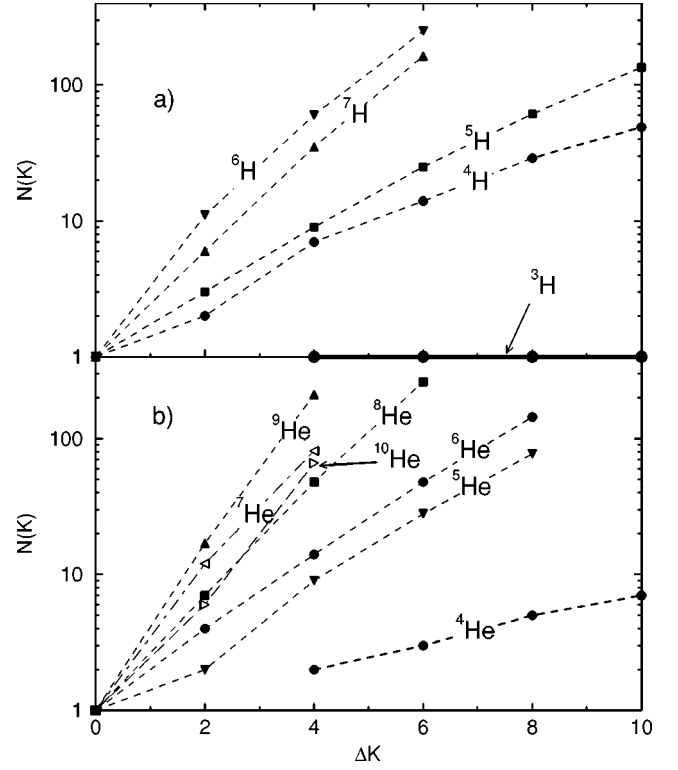 100
10
1
N(K)
a)
⁶H
⁷H
⁵H
⁴H
³H
100
10
1
N(K)
b)
⁹He
⁸He
¹⁰He
⁶He
⁷He
⁵He
⁴He
0 2 4 6 8 10
ΔK